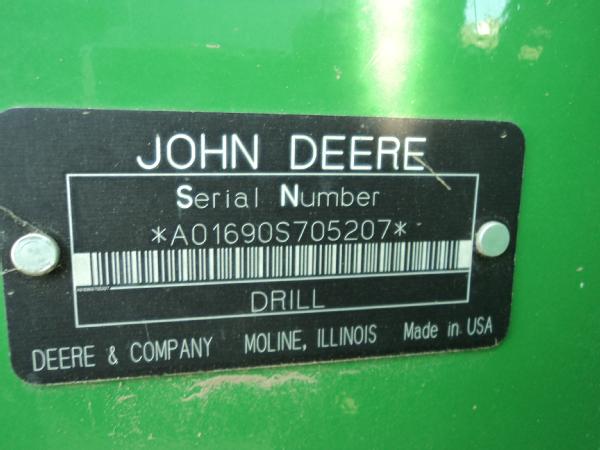 JOHN DEERE
Serial Number
*A01690S705207*
DRILL
DEERE & COMPANY MOLINE, ILLINOIS Made in USA